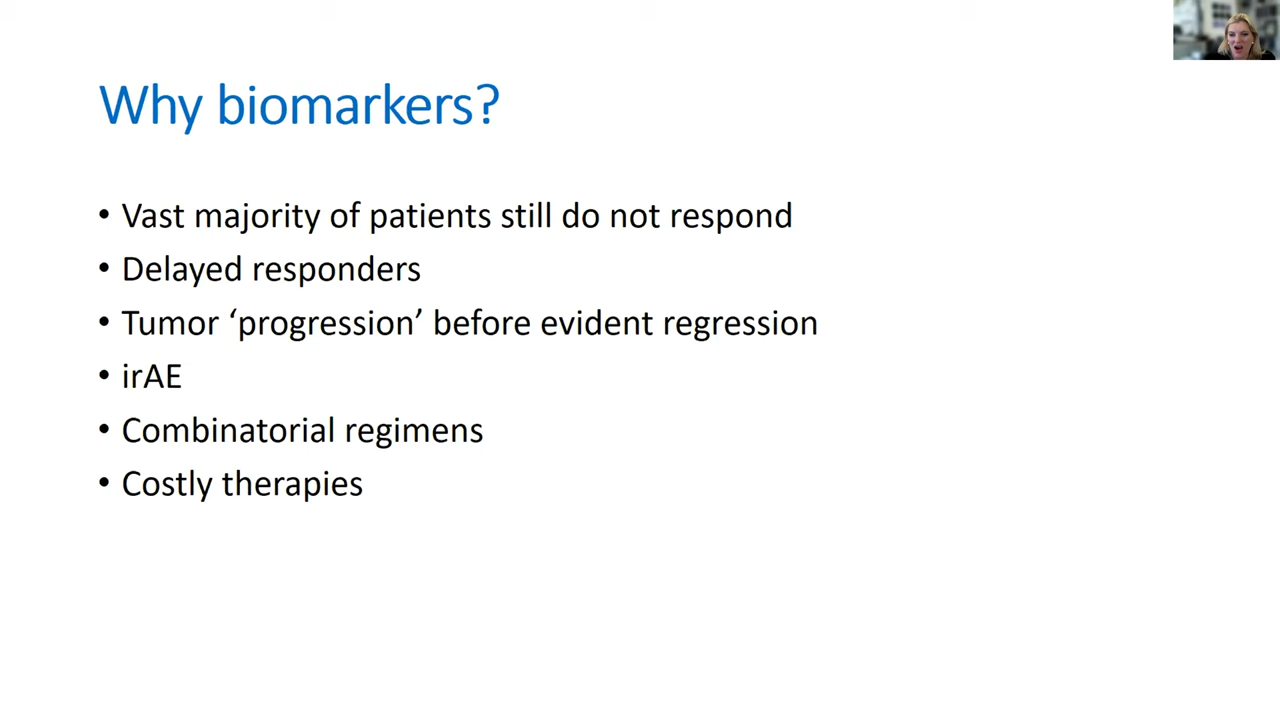 Why biomarkers?
• Vast majority of patients still do not respond
• Delayed responders
• Tumor ‘progression’ before evident regression
• irAE
• Combinatorial regimens
• Costly therapies